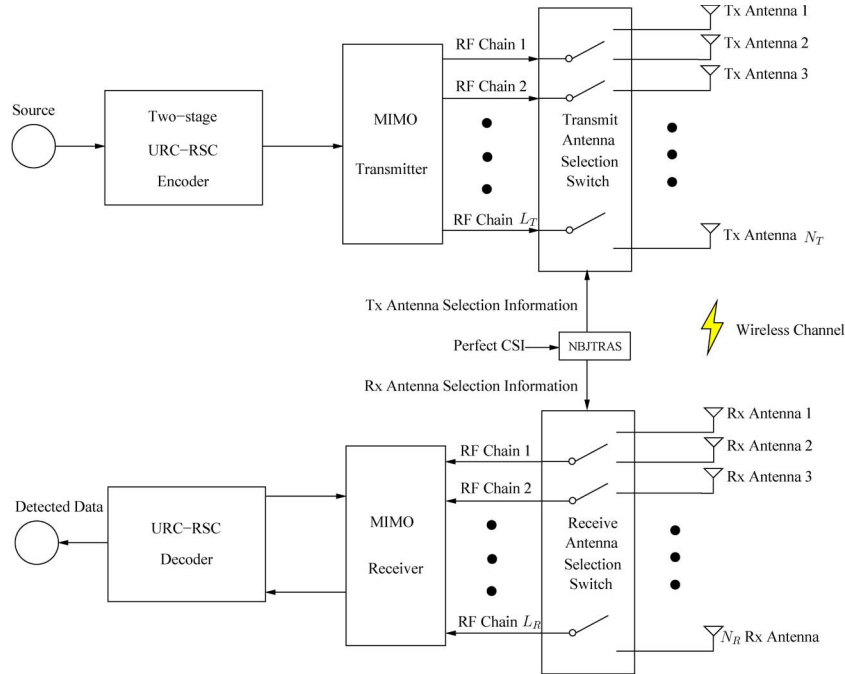 Source
Two-stage
URC-RSC
Encoder
MIMO
Transmitter
RF Chain 1
RF Chain 2
RF Chain L_T
Transmit
Antenna
Selection
Switch
Tx Antenna 1
Tx Antenna 2
Tx Antenna 3
Tx Antenna N_T
Tx Antenna Selection Information
Perfect CSI
NBJTRAS
Rx Antenna Selection Information
Wireless Channel
Detected Data
URC-RSC
Decoder
MIMO
Receiver
RF Chain 1
RF Chain 2
RF Chain L_R
Receive
Antenna
Selection
Switch
Rx Antenna 1
Rx Antenna 2
Rx Antenna 3
N_R Rx Antenna